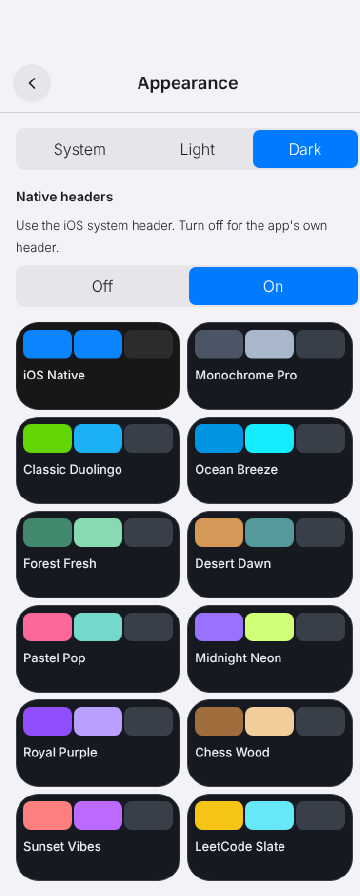 Appearance
System Light Dark
Native headers
Use the iOS system header. Turn off for the app's own
header.
Off On
iOS Native Monochrome Pro
Classic Duolingo Ocean Breeze
Forest Fresh Desert Dawn
Pastel Pop Midnight Neon
Royal Purple Chess Wood
Sunset Vibes LeetCode Slate